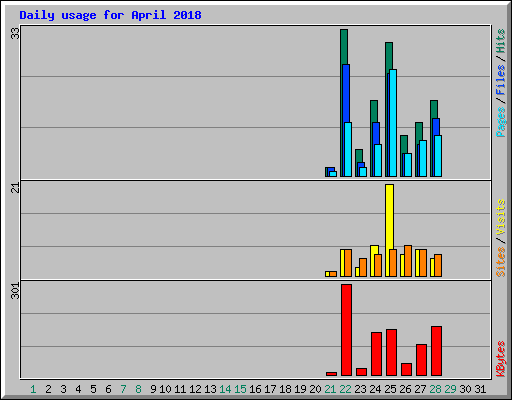 Daily usage for April 2018
33
Pages / Files / Hits
21
Sites / Visits
301
KBytes
1 2 3 4 5 6 7 8 9 10 11 12 13 14 15 16 17 18 19 20 21 22 23 24 25 26 27 28 29 30 31